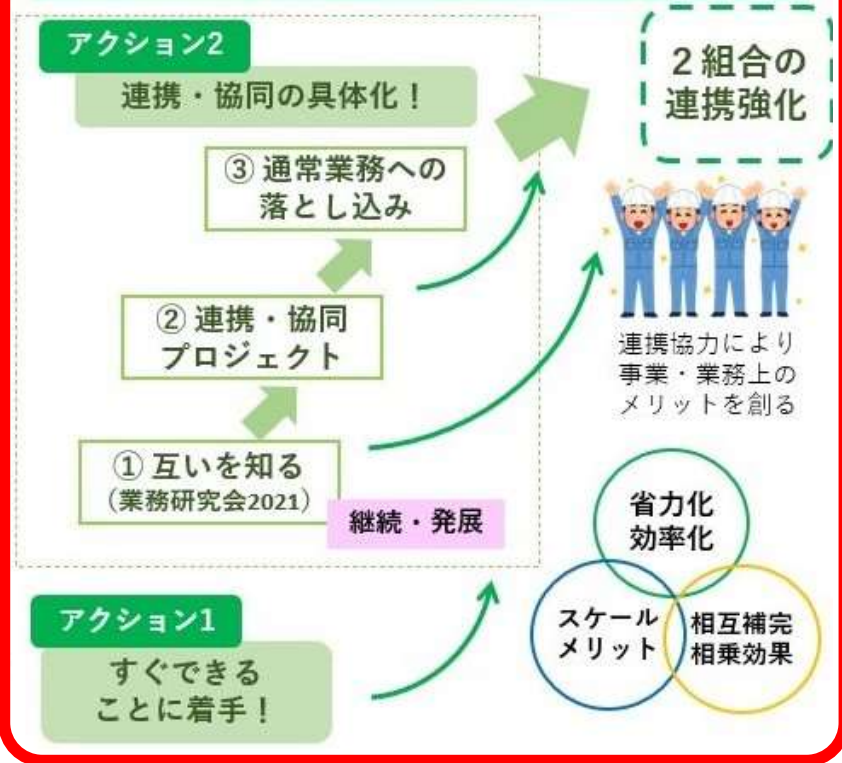 アクション2
連携・協同の具体化！
2組合の
連携強化
③ 通常業務への
落とし込み
② 連携・協同
プロジェクト
連携協力により
事業・業務上の
メリットを創る
① 互いを知る
（業務研究会2021）
継続・発展
省力化
効率化
スケール
メリット
相互補完
相乗効果
アクション1
すぐできる
ことに着手！